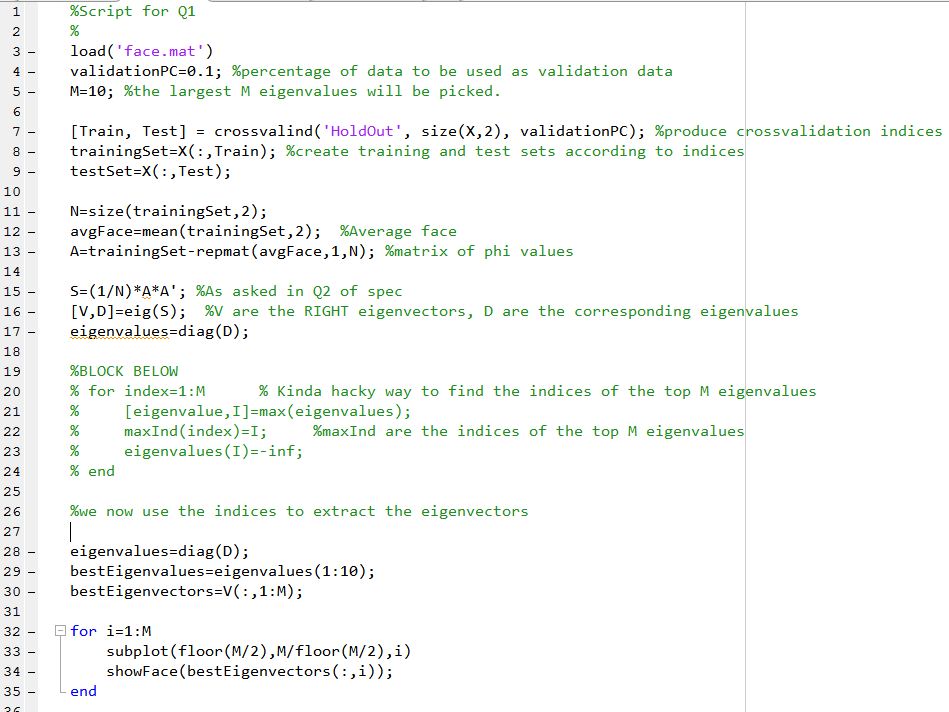 1 %Script for Q1
2 %
3 – load('face.mat')
4 – validationPC=0.1; %percentage of data to be used as validation data
5 – M=10; %the largest M eigenvalues will be picked.
6
7 – [Train, Test] = crossvalind('HoldOut', size(X,2), validationPC); %produce crossvalidation indices
8 – trainingSet=X(:,Train); %create training and test sets according to indices
9 – testSet=X(:,Test);
10
11 – N=size(trainingSet,2);
12 – avgFace=mean(trainingSet,2);  %Average face
13 – A=trainingSet-repmat(avgFace,1,N); %matrix of phi values
14
15 – S=(1/N)*A*A'; %As asked in Q2 of spec
16 – [V,D]=eig(S);  %V are the RIGHT eigenvectors, D are the corresponding eigenvalues
17 – eigenvalues=diag(D);
18
19 %BLOCK BELOW
20 % for index=1:M      % Kinda hacky way to find the indices of the top M eigenvalues
21 %     [eigenvalue,I]=max(eigenvalues);
22 %     maxInd(index)=I;     %maxInd are the indices of the top M eigenvalues
23 %     eigenvalues(I)=-inf;
24 % end
25
26 %we now use the indices to extract the eigenvectors
27
28 – eigenvalues=diag(D);
29 – bestEigenvalues=eigenvalues(1:10);
30 – bestEigenvectors=V(:,1:M);
31
32 – for i=1:M
33 –     subplot(floor(M/2),M/floor(M/2),i)
34 –     showFace(bestEigenvectors(:,i));
35 – end
36